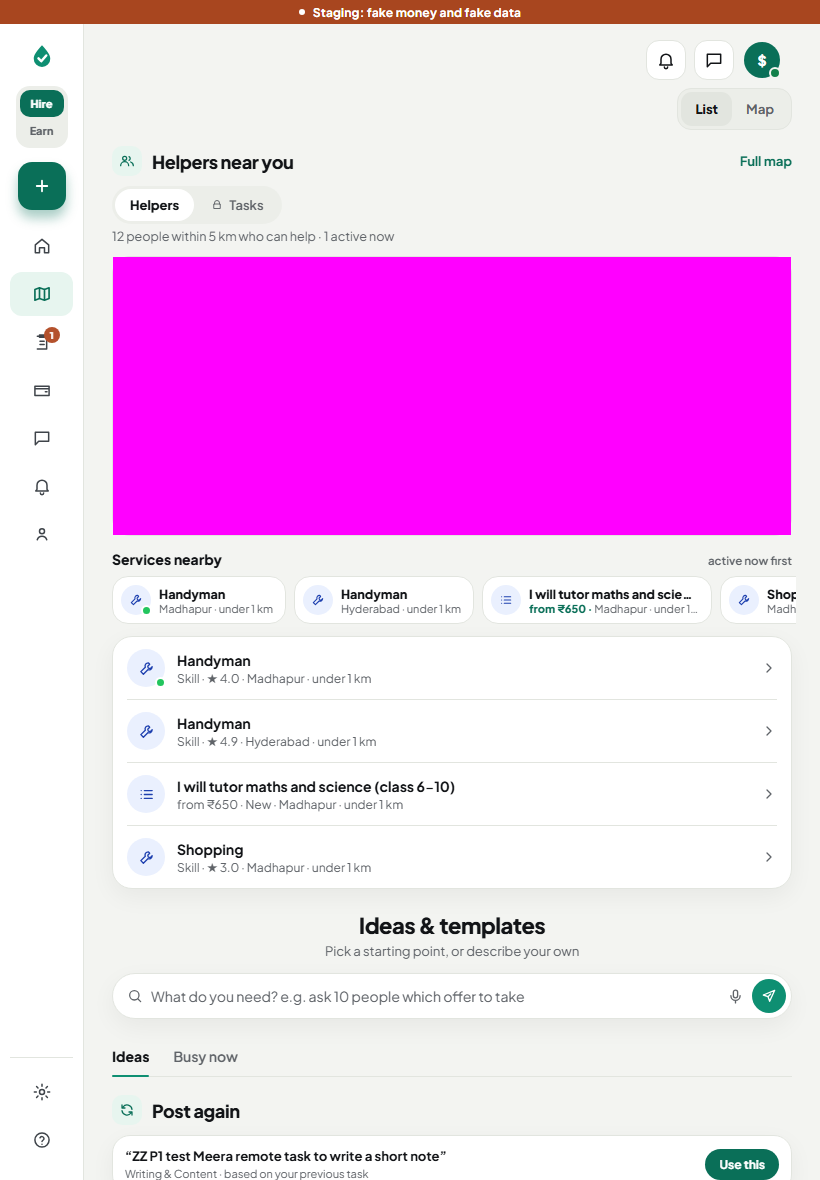 Staging: fake money and fake data
$
Hire
Earn
List
Map
Helpers near you
Full map
Helpers
Tasks
12 people within 5 km who can help · 1 active now
1
Services nearby
active now first
Handyman
Madhapur · under 1 km
Handyman
Hyderabad · under 1 km
I will tutor maths and scie…
from ₹650 · Madhapur · under 1…
Shop
Madh
Handyman
Skill · ★ 4.0 · Madhapur · under 1 km
Handyman
Skill · ★ 4.9 · Hyderabad · under 1 km
I will tutor maths and science (class 6–10)
from ₹650 · New · Madhapur · under 1 km
Shopping
Skill · ★ 3.0 · Madhapur · under 1 km
Ideas & templates
Pick a starting point, or describe your own
What do you need? e.g. ask 10 people which offer to take
Ideas
Busy now
Post again
“ZZ P1 test Meera remote task to write a short note”
Writing & Content · based on your previous task
Use this